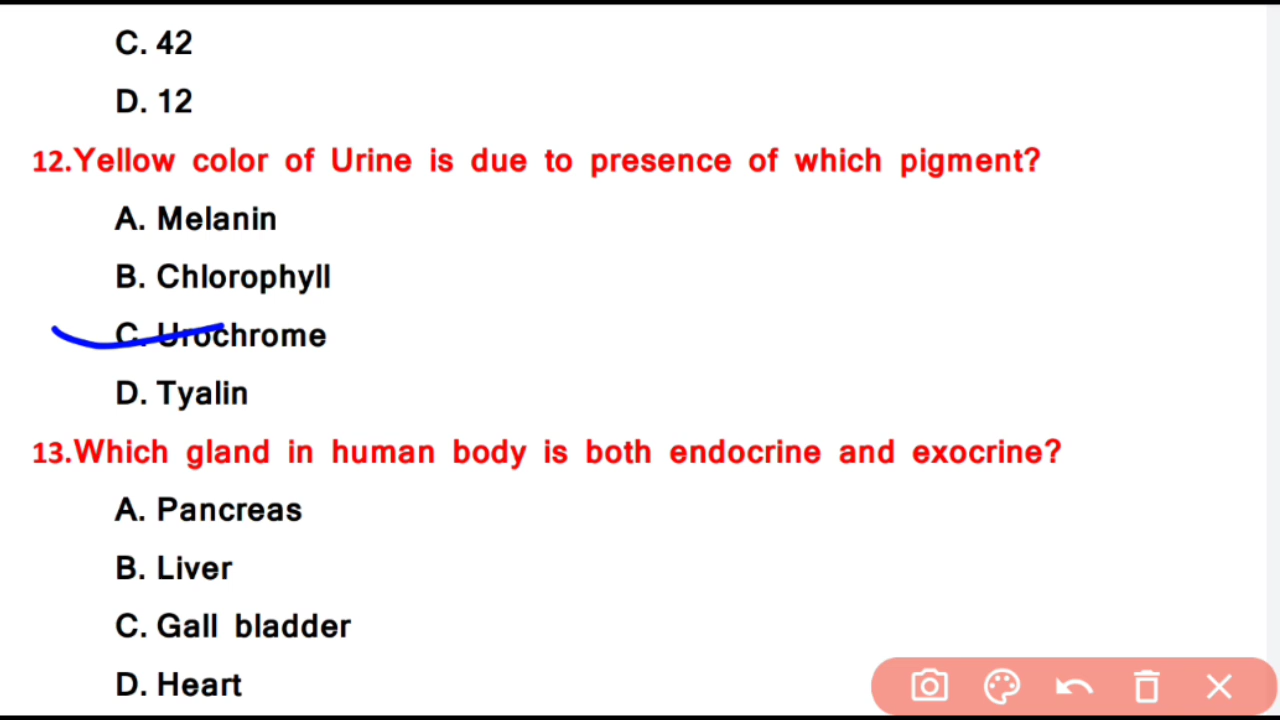 C. 42
D. 12
12.Yellow color of Urine is due to presence of which pigment?
A. Melanin
B. Chlorophyll
C. Urochrome
D. Tyalin
13.Which gland in human body is both endocrine and exocrine?
A. Pancreas
B. Liver
C. Gall bladder
D. Heart